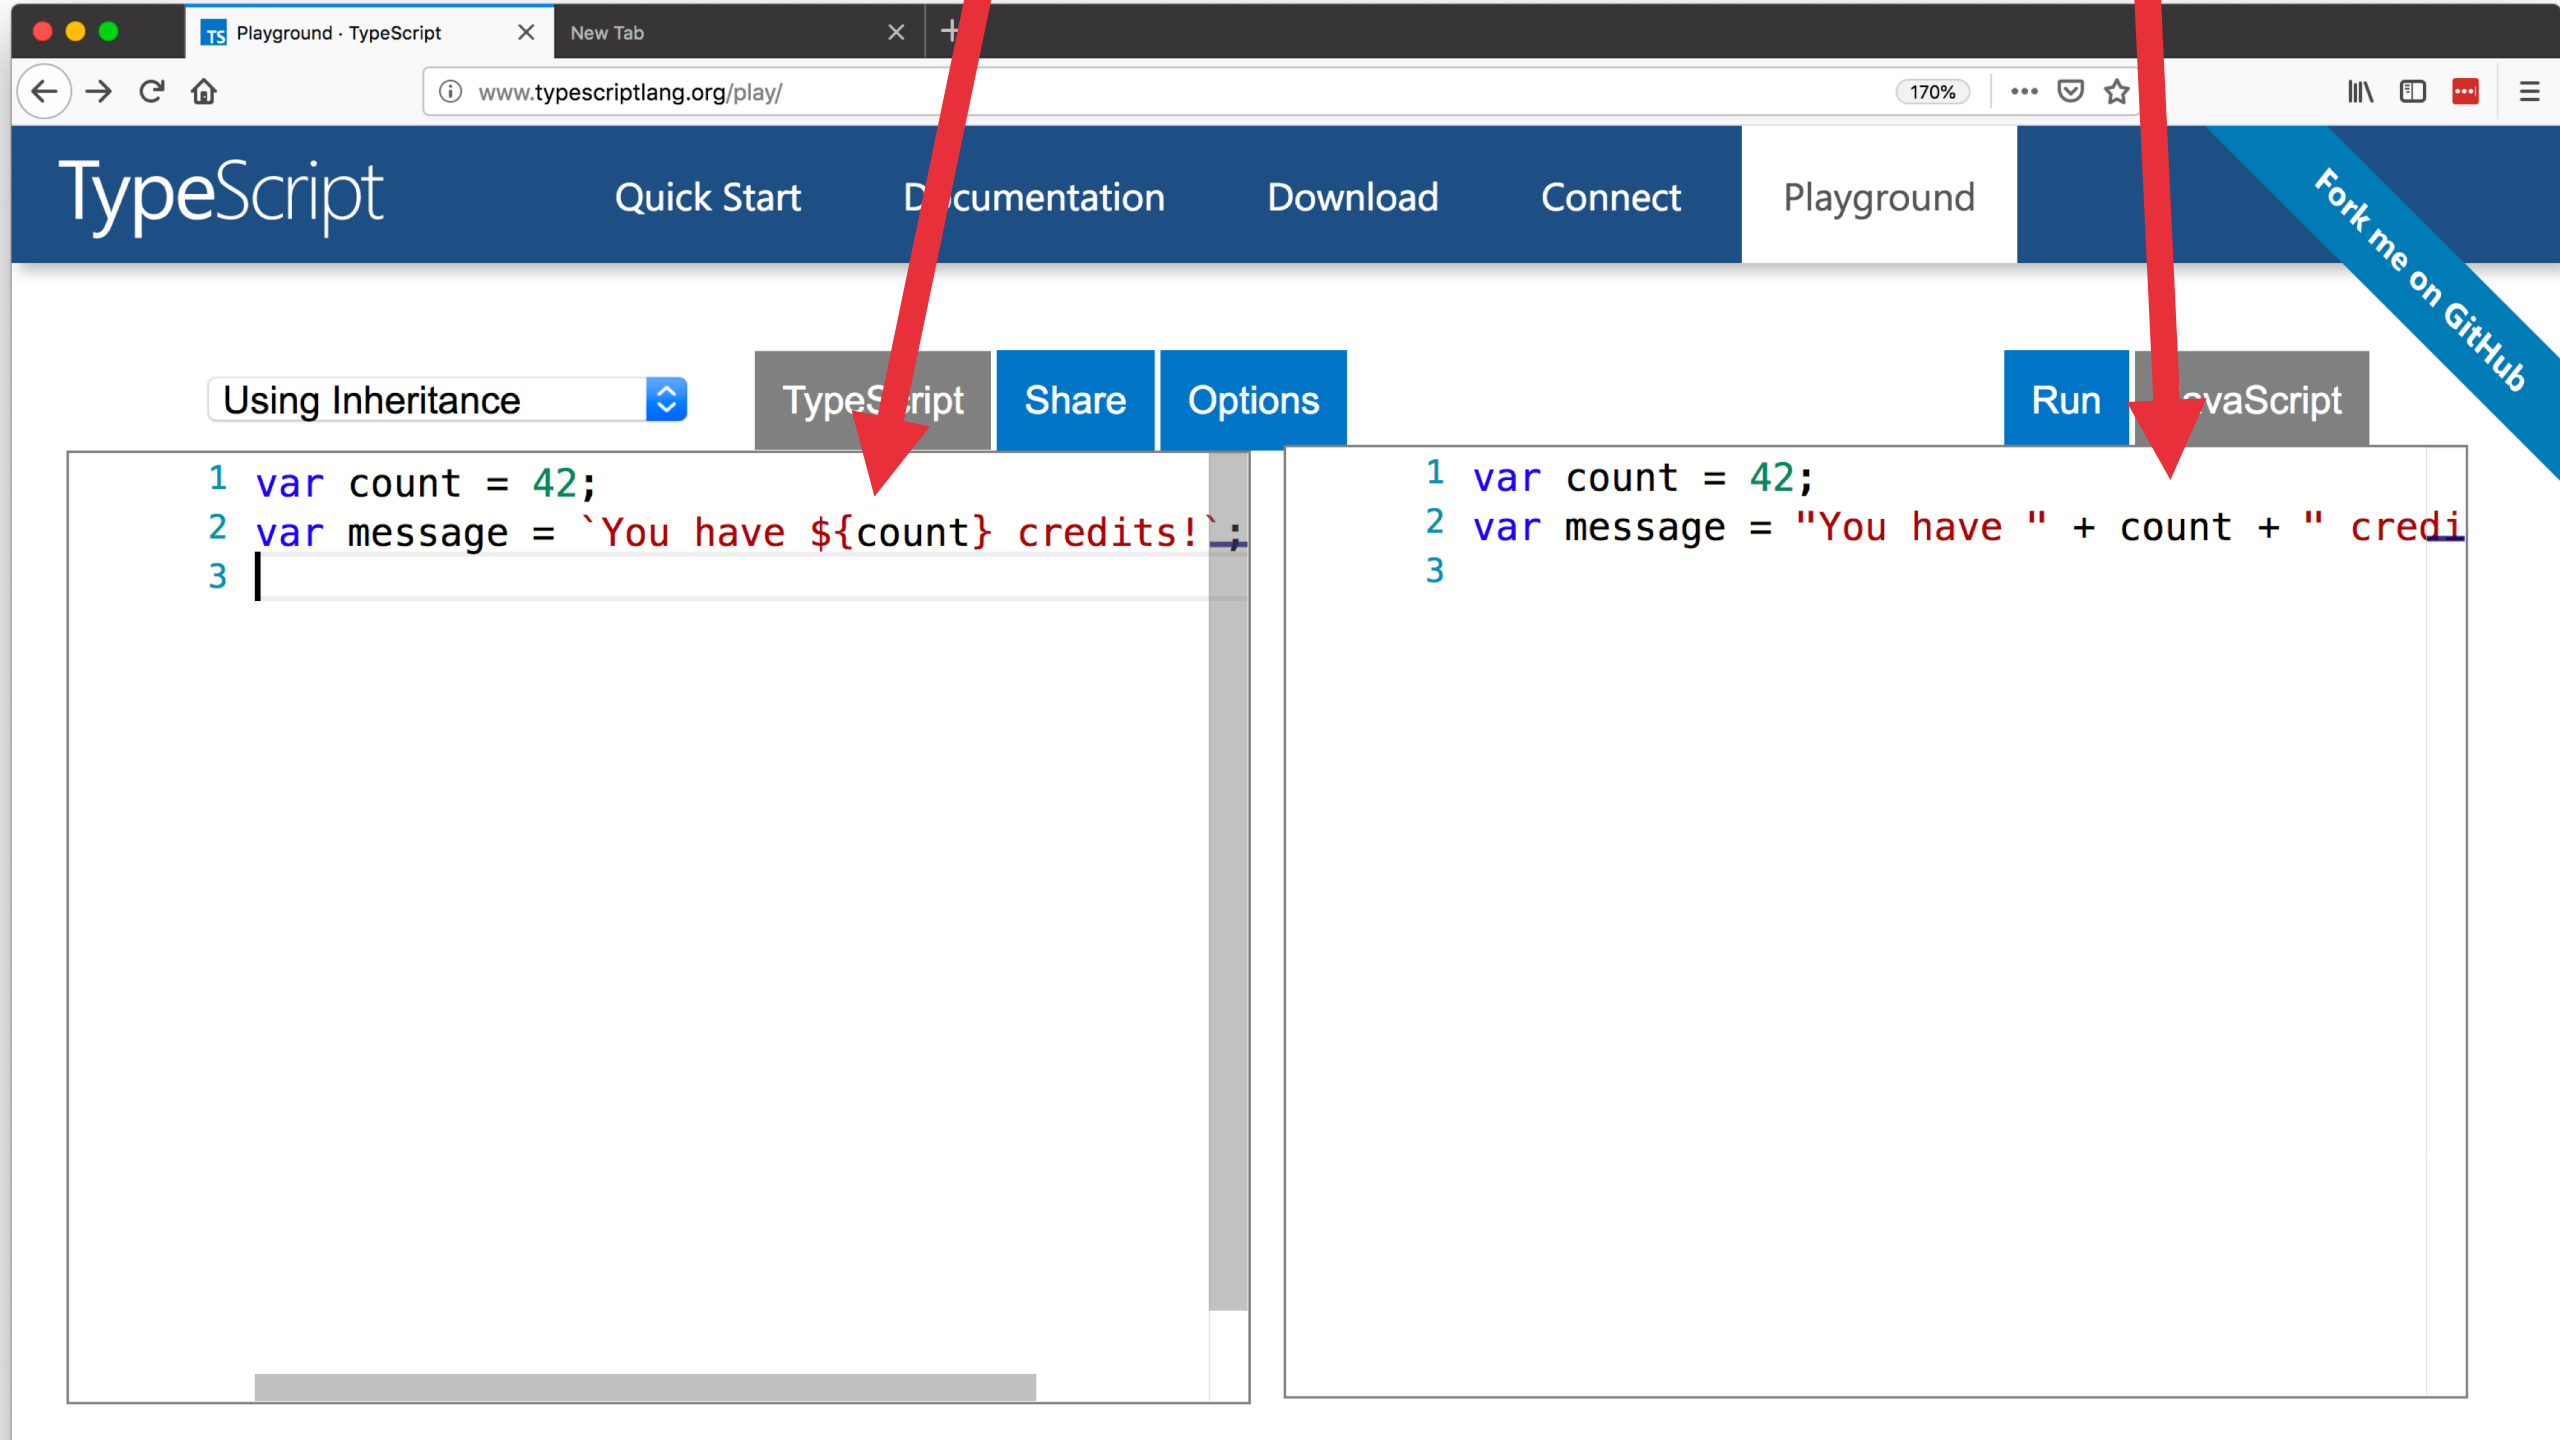 TS Playground · TypeScript
New Tab
www.typescriptlang.org/play/
170%
TypeScript
Quick Start
Documentation
Download
Connect
Playground
Fork me on GitHub
Using Inheritance
TypeScript
Share
Options
Run
JavaScript
1 var count = 42;
2 var message = `You have ${count} credits!`;
3
1 var count = 42;
2 var message = "You have " + count + " credi
3